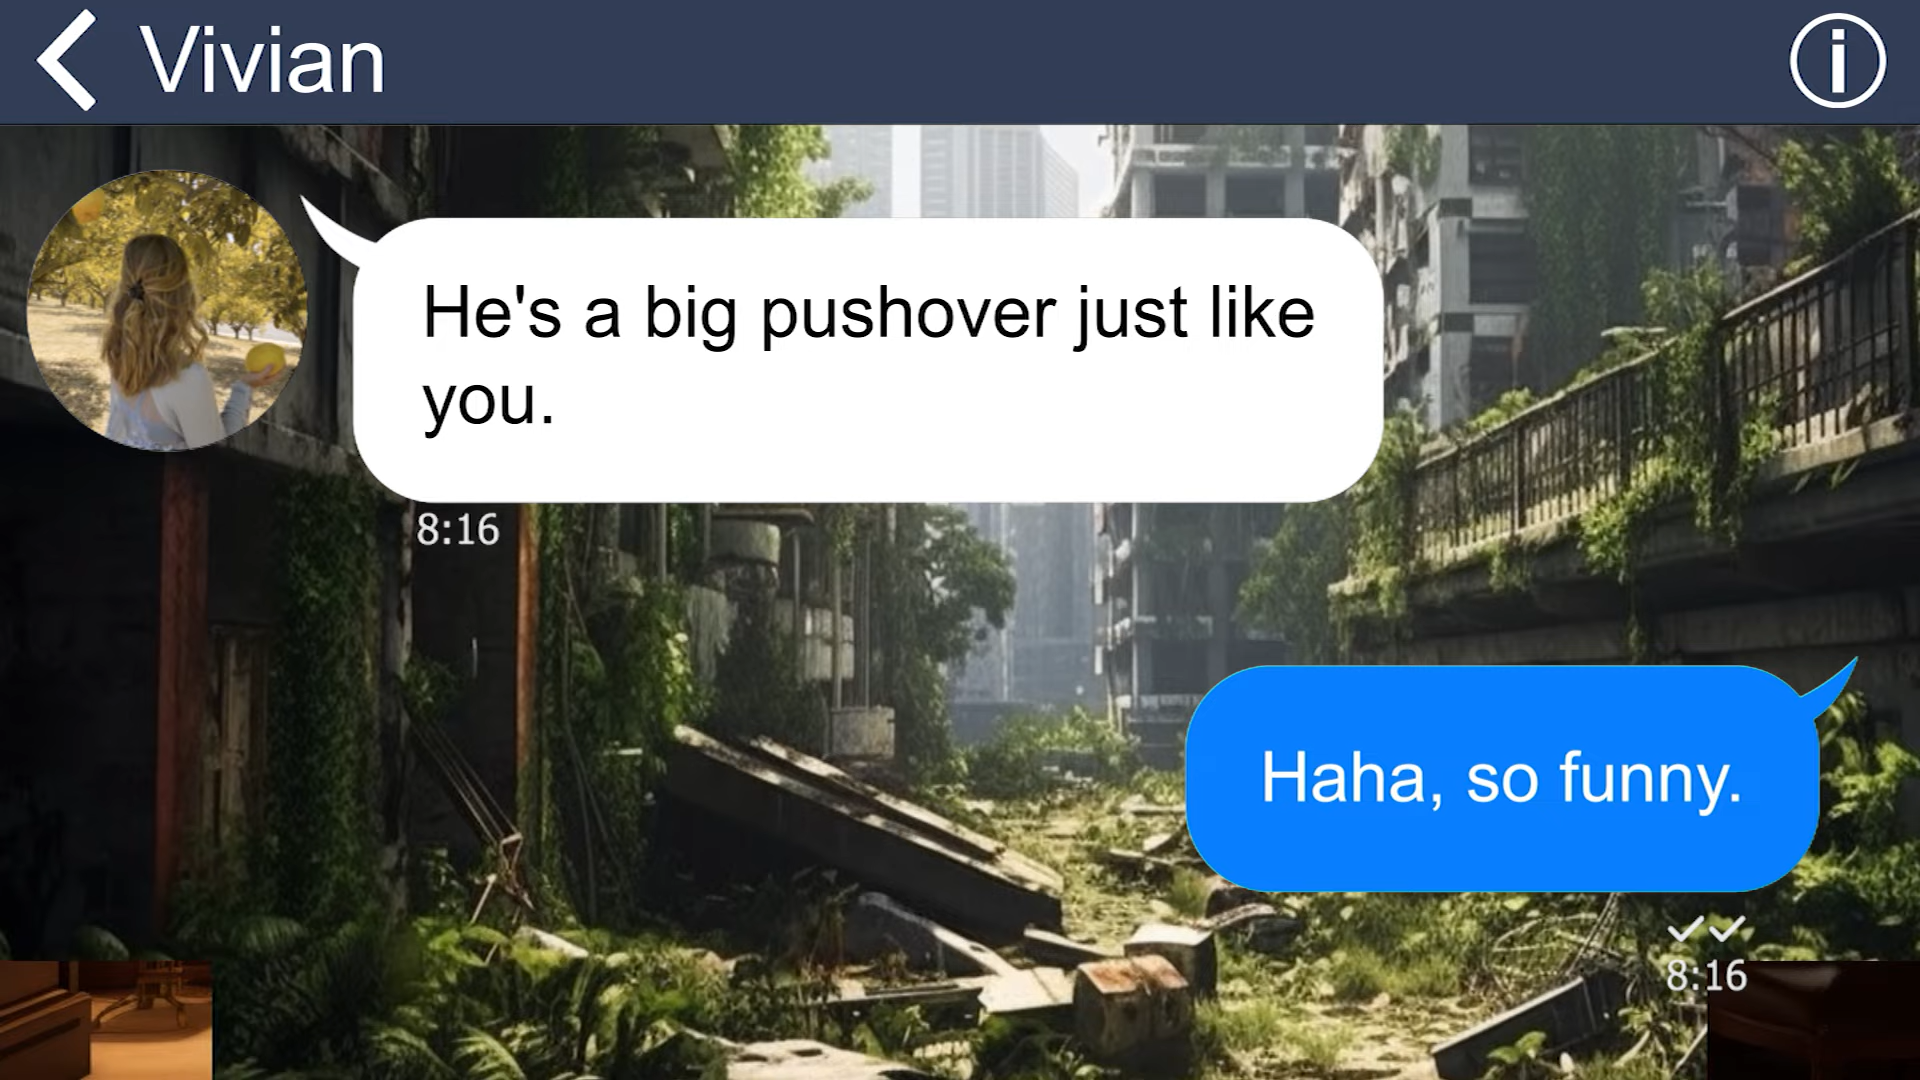 Vivian
He's a big pushover just like
you.
8:16
Haha, so funny.
8:16